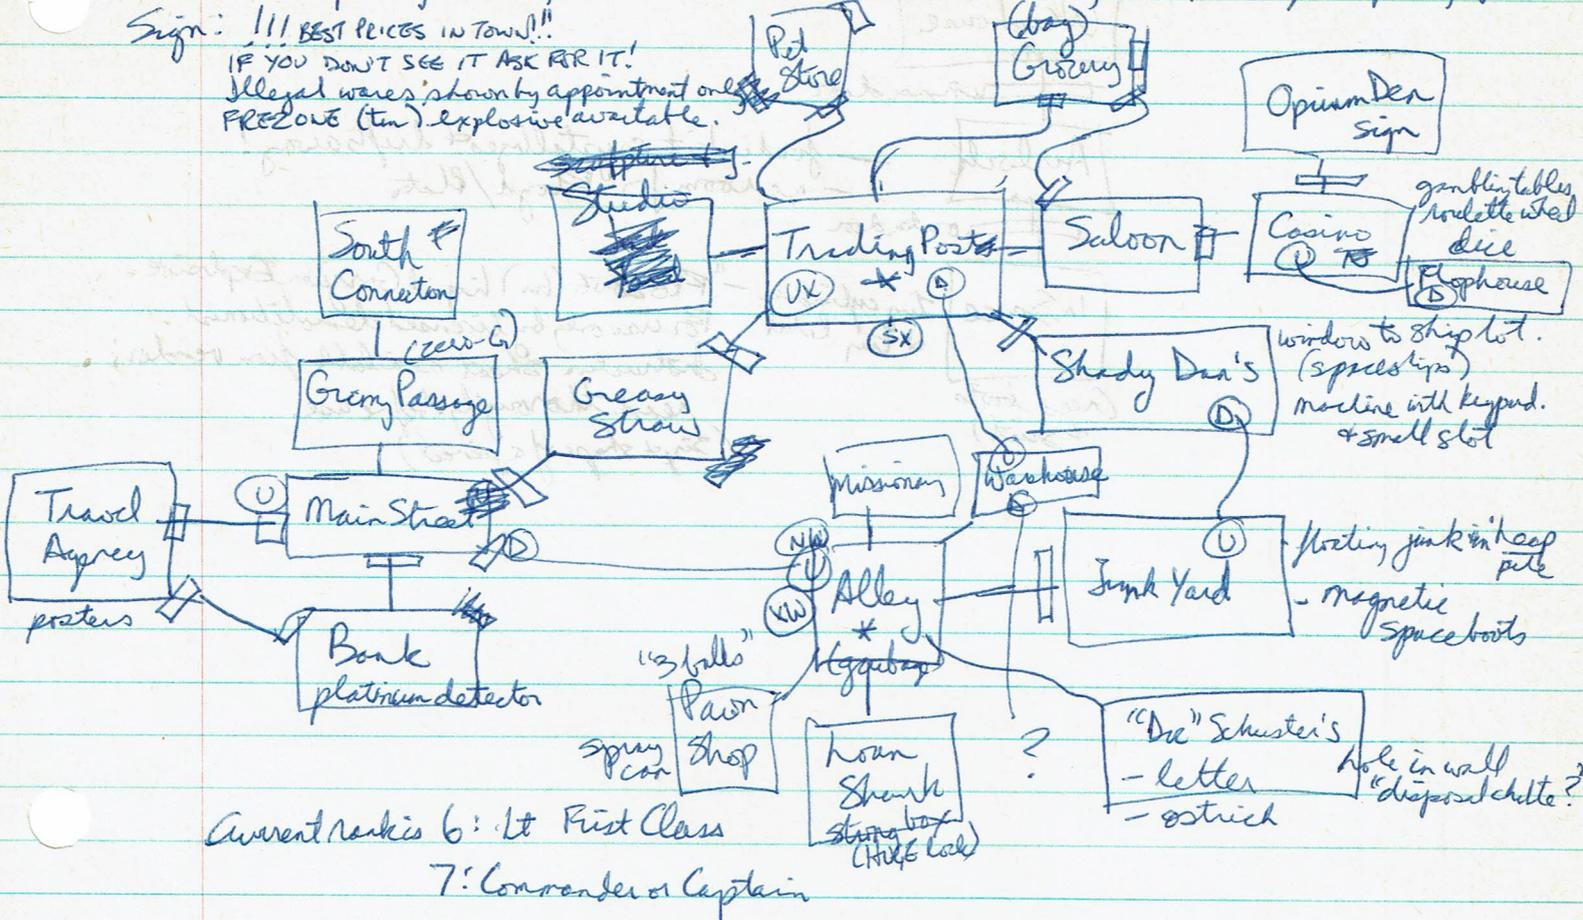 Sign: !!! BEST PRICES IN TOWN!!!
IF YOU DON'T SEE IT ASK FOR IT!
Illegal wares shown by appointment only
FREZONE (tm) explosive available.
Pet
Store
(bag)
Grocery
Opium Den
Sign
Studio
South
Connection
Trading Post
*
UX
D
SX
Saloon
Casino
gambling tables,
roulette wheel
dice
Flophouse
D
(zero-G)
Grimy Passage
Greasy
Straw
Shady Dan's
D
window to ship lot.
(spaceships)
machine with keypad.
& small slot
Travel
Agency
posters
U
Main Street
D
Missionary
Warehouse
U
NW
U
XW
Alley
*
(garbage)
Junk Yard
U
- floating junk in heap
pile
- magnetic
space boots
Bank
platinum detector
"3 balls"
Pawn
Shop
spray
can
Loan
Shark
strong box
(HUGE lock)
?
"Doc" Schuster's
- letter
- ostrich
hole in wall
"disposal chute?"
Current rank is 6: Lt First Class
7: Commander or Captain